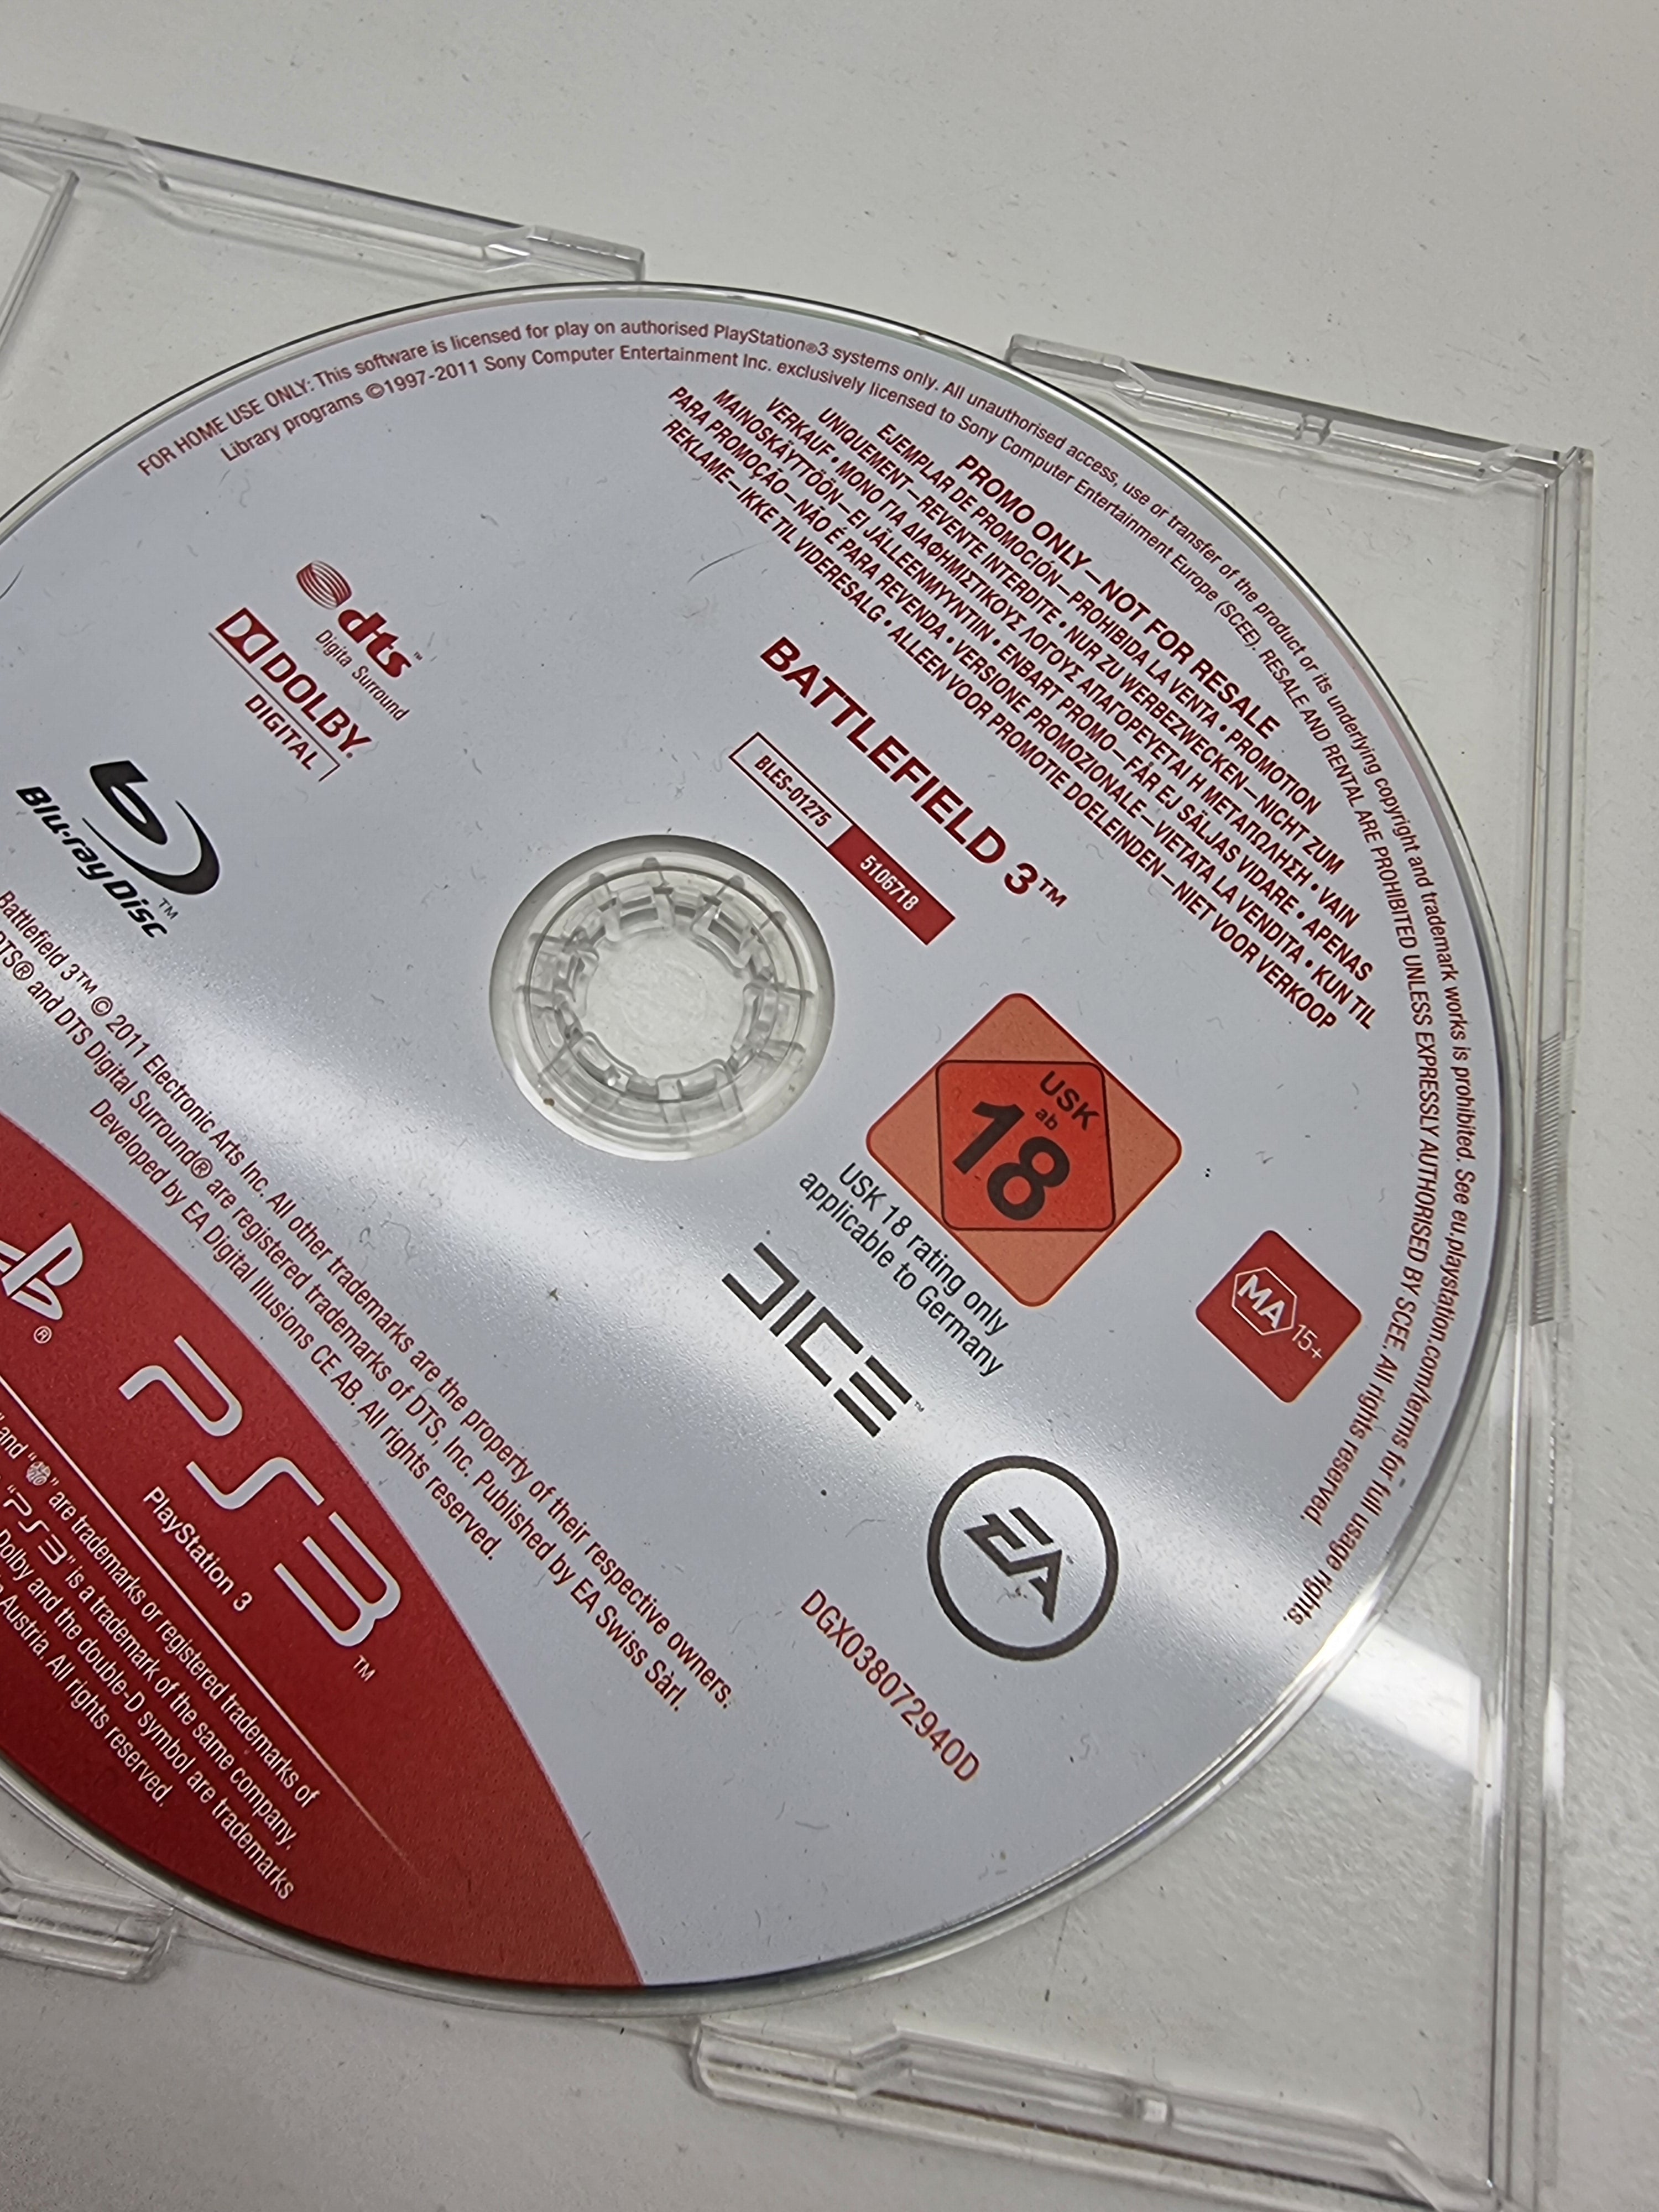 FOR HOME USE ONLY: This software is licensed for play on authorised PlayStation®3 systems only. All unauthorised access, use or transfer of the product or its underlying copyright and trademark works is prohibited. See eu.playstation.com/terms for full usage rights.
Library programs ©1997-2011 Sony Computer Entertainment Inc. exclusively licensed to Sony Computer Entertainment Europe (SCEE). RESALE AND RENTAL ARE PROHIBITED UNLESS EXPRESSLY AUTHORISED BY SCEE. All rights reserved.
PROMO ONLY—NOT FOR RESALE
EJEMPLAR DE PROMOCIÓN—PROHIBIDA LA VENTA • PROMOTION
UNIQUEMENT—REVENTE INTERDITE • NUR ZU WERBEZWECKEN—NICHT ZUM
VERKAUF • ΜΟΝΟ ΓΙΑ ΔΙΑΦΗΜΙΣΤΙΚΟΥΣ ΛΟΓΟΥΣ ΑΠΑΓΟΡΕΥΕΤΑΙ Η ΜΕΤΑΠΩΛΗΣΗ • VAIN
MAINOSKÄYTTÖÖN—EI JÄLLEENMYYNTIIN • ENBART PROMO—FÅR EJ SÄLJAS VIDARE • APENAS
PARA PROMOÇÃO—NÃO É PARA REVENDA • VERSIONE PROMOZIONALE—VIETATA LA VENDITA • KUN TIL
REKLAME—IKKE TIL VIDERESALG • ALLEEN VOOR PROMOTIE DOELEINDEN—NIET VOOR VERKOOP
BATTLEFIELD 3™
BLES-01275 5106718
dts™
Digital Surround
DOLBY®
DIGITAL
Blu-ray Disc™
USK
ab
18
USK 18 rating only
applicable to Germany
MA 15+
DICE™
EA
DGX03807294OD
Battlefield 3™ © 2011 Electronic Arts Inc. All other trademarks are the property of their respective owners.
DTS® and DTS Digital Surround® are registered trademarks of DTS, Inc. Published by EA Swiss Sàrl.
Developed by EA Digital Illusions CE AB. All rights reserved.
®
PS3™
PlayStation 3
" and " " are trademarks or registered trademarks of
"PS3" is a trademark of the same company.
Dolby and the double-D symbol are trademarks
Austria. All rights reserved.